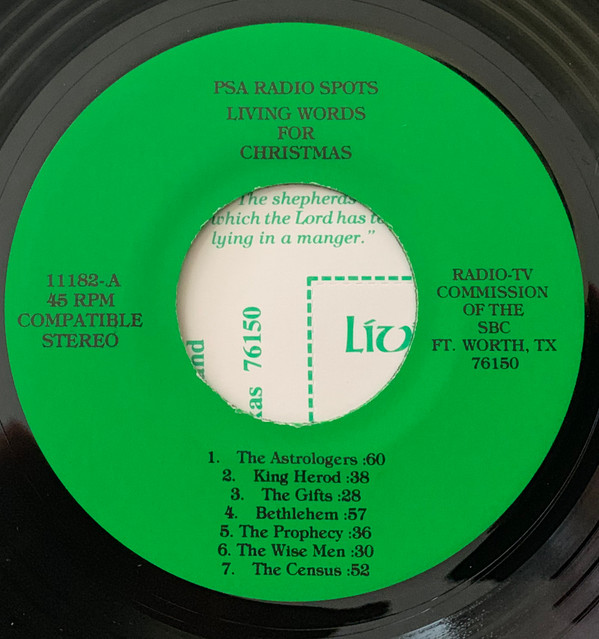 PSA RADIO SPOTS
LIVING WORDS
FOR
CHRISTMAS
The shepherds
which the Lord has
lying in a manger."
11182-A
45 RPM
COMPATIBLE
STEREO
76150
RADIO-TV
COMMISSION
OF THE
SBC
FT. WORTH, TX
76150
1. The Astrologers :60
2. King Herod :38
3. The Gifts :28
4. Bethlehem :57
5. The Prophecy :36
6. The Wise Men :30
7. The Census :52